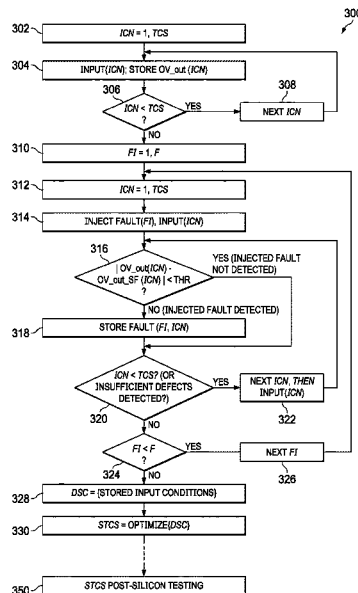 300
302
ICN = 1, TCS
304
INPUT(ICN); STORE OV_out (ICN)
306
ICN < TCS
?
YES
308
NEXT ICN
NO
310
FI = 1, F
312
ICN = 1, TCS
314
INJECT FAULT(FI), INPUT(ICN)
316
| OV_out(ICN) -
OV_out_SF (ICN) | < THR
?
YES (INJECTED FAULT
NOT DETECTED)
NO (INJECTED FAULT DETECTED)
318
STORE FAULT (FI, ICN)
ICN < TCS? (OR
INSUFFICIENT DEFECTS
DETECTED?)
320
YES
NEXT ICN, THEN
INPUT(ICN)
322
NO
FI < F
?
324
YES
NEXT FI
326
NO
328
DSC = {STORED INPUT CONDITIONS}
330
STCS = OPTIMIZE{DSC}
350
STCS POST-SILICON TESTING